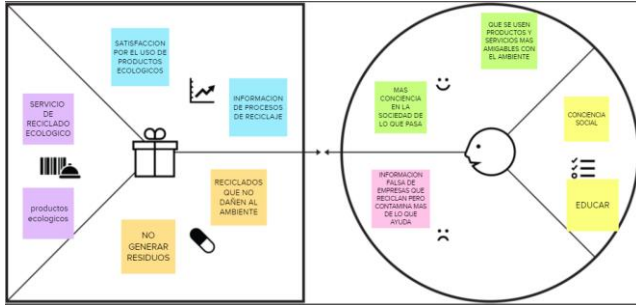 SATISFACCION
POR EL USO DE
PRODUCTOS
ECOLOGICOS
INFORMACION
DE PROCESOS
DE RECICLAJE
SERVICIO
DE
RECICLADO
ECOLOGICO
productos
ecologicos
RECICLADOS
QUE NO
DAÑEN AL
AMBIENTE
NO
GENERAR
RESIDUOS
QUE SE USEN
PRODUCTOS Y
SERVICIOS MAS
AMIGABLES CON
EL AMBIENTE
MAS
CONCIENCIA
EN LA
SOCIEDAD DE
LO QUE PASA
INFORMACION
FALSA DE
EMPRESAS QUE
RECICLAN PERO
CONTAMINA MAS
DE LO QUE
AYUDA
CONCIENCIA
SOCIAL
EDUCAR